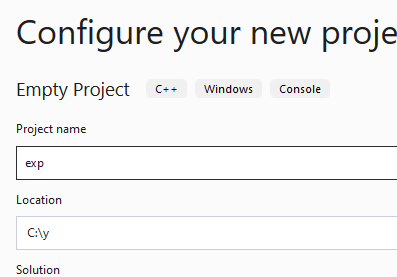 Configure your new proje
Empty Project C++ Windows Console
Project name
exp
Location
C:\y
Solution